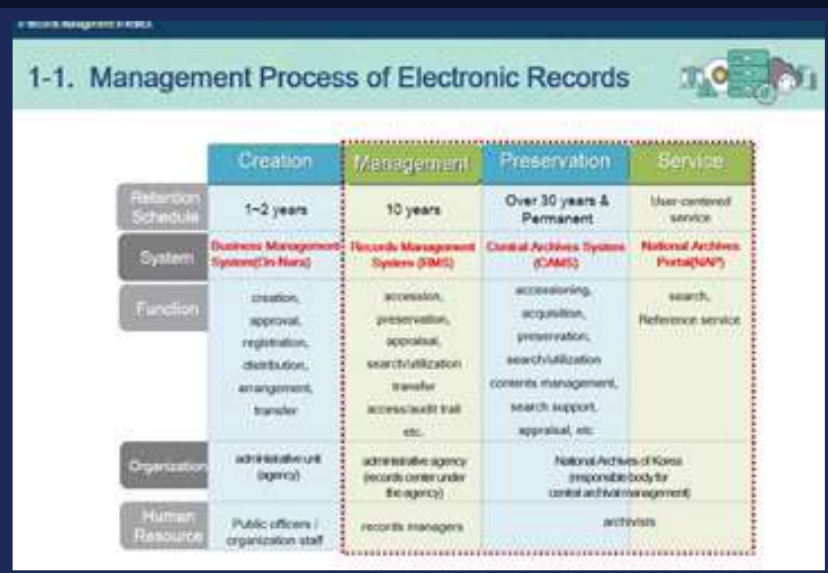 e-Records Management in KOREA
1-1. Management Process of Electronic Records
Creation Management Preservation Service
Retention
Schedule
1~2 years
10 years
Over 30 years &
Permanent
User-centered
service
System
Business Management
System(On-Nara)
Records Management
System (RMS)
Central Archives System
(CAMS)
National Archives
Portal(NAP)
Function
creation,
approval,
registration,
distribution,
arrangement,
transfer
accession,
preservation,
appraisal,
search/utilization
transfer
access/audit trail
etc.
accessioning,
acquisition,
preservation,
search/utilization
contents management,
search support,
appraisal, etc
search,
Reference service
Organization
administrative unit
(agency)
administrative agency
(records center under
the agency)
National Archives of Korea
(responsible body for
central archival management)
Human
Resource
Public officers /
organization staff
records managers
archivists